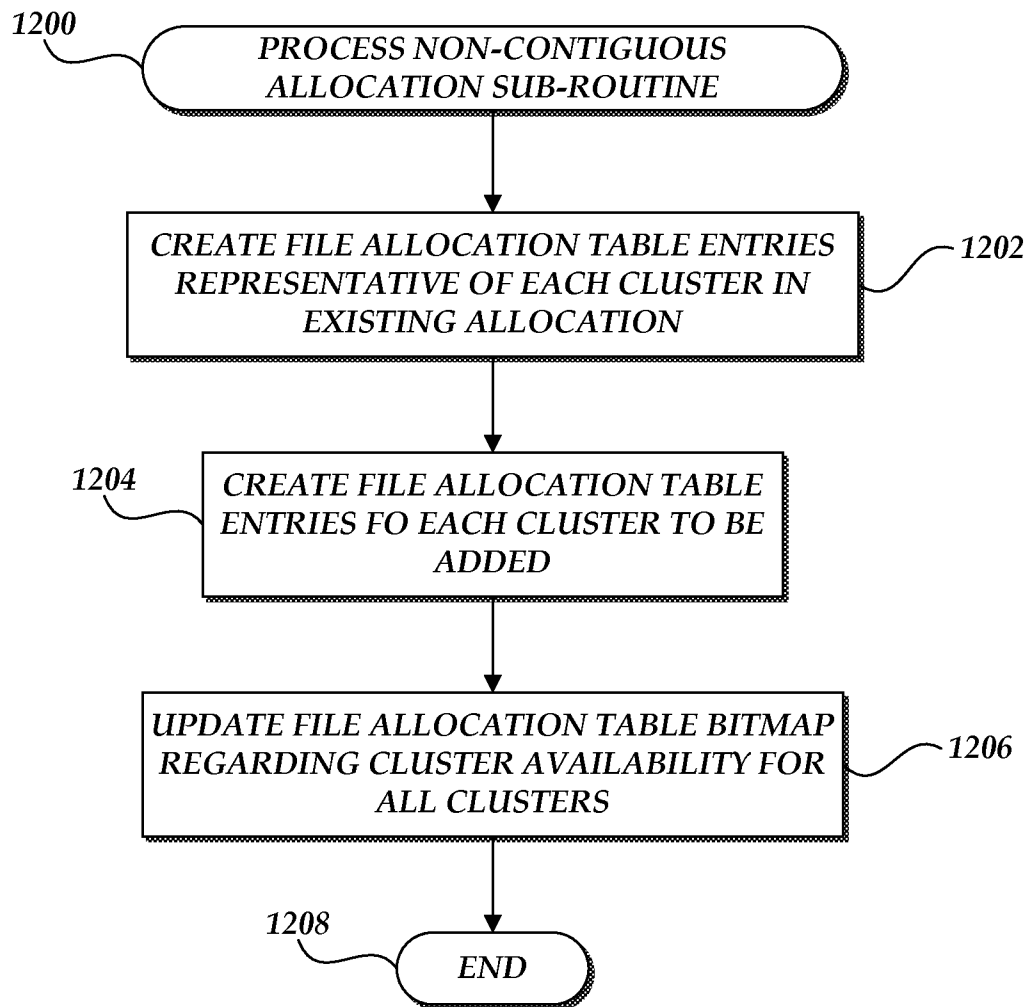 1200
PROCESS NON-CONTIGUOUS
ALLOCATION SUB-ROUTINE
CREATE FILE ALLOCATION TABLE ENTRIES
REPRESENTATIVE OF EACH CLUSTER IN
EXISTING ALLOCATION
1202
1204
CREATE FILE ALLOCATION TABLE
ENTRIES FO EACH CLUSTER TO BE
ADDED
UPDATE FILE ALLOCATION TABLE BITMAP
REGARDING CLUSTER AVAILABILITY FOR
ALL CLUSTERS
1206
1208
END